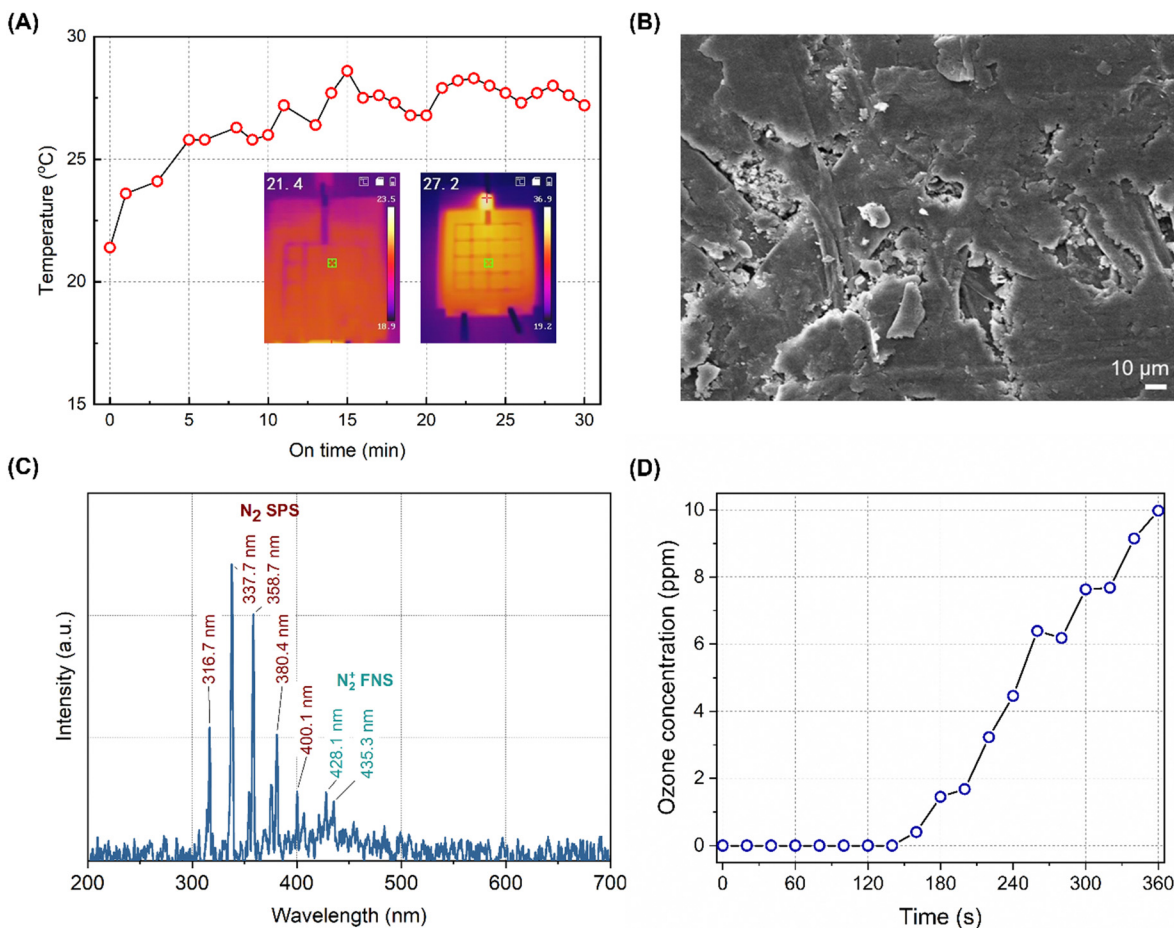 (A)
30
25
20
15
Temperature (°C)
0 5 10 15 20 25 30
On time (min)
21.4
23.5
18.9
27.2
36.9
19.2
(B)
10 µm
(C)
N₂ SPS
316.7 nm
337.7 nm
358.7 nm
380.4 nm
400.1 nm
N₂⁺ FNS
428.1 nm
435.3 nm
Intensity (a.u.)
200 300 400 500 600 700
Wavelength (nm)
(D)
10
8
6
4
2
0
Ozone concentration (ppm)
0 60 120 180 240 300 360
Time (s)